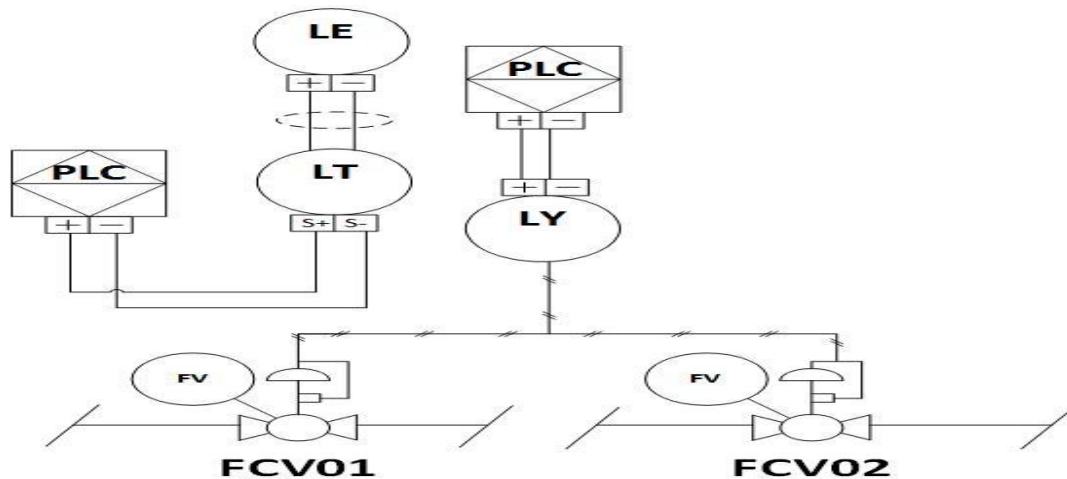 LE
+ −
PLC
+ −
LT
S+ S-
PLC
+ −
+ −
LY
FV
FV
FCV01
FCV02